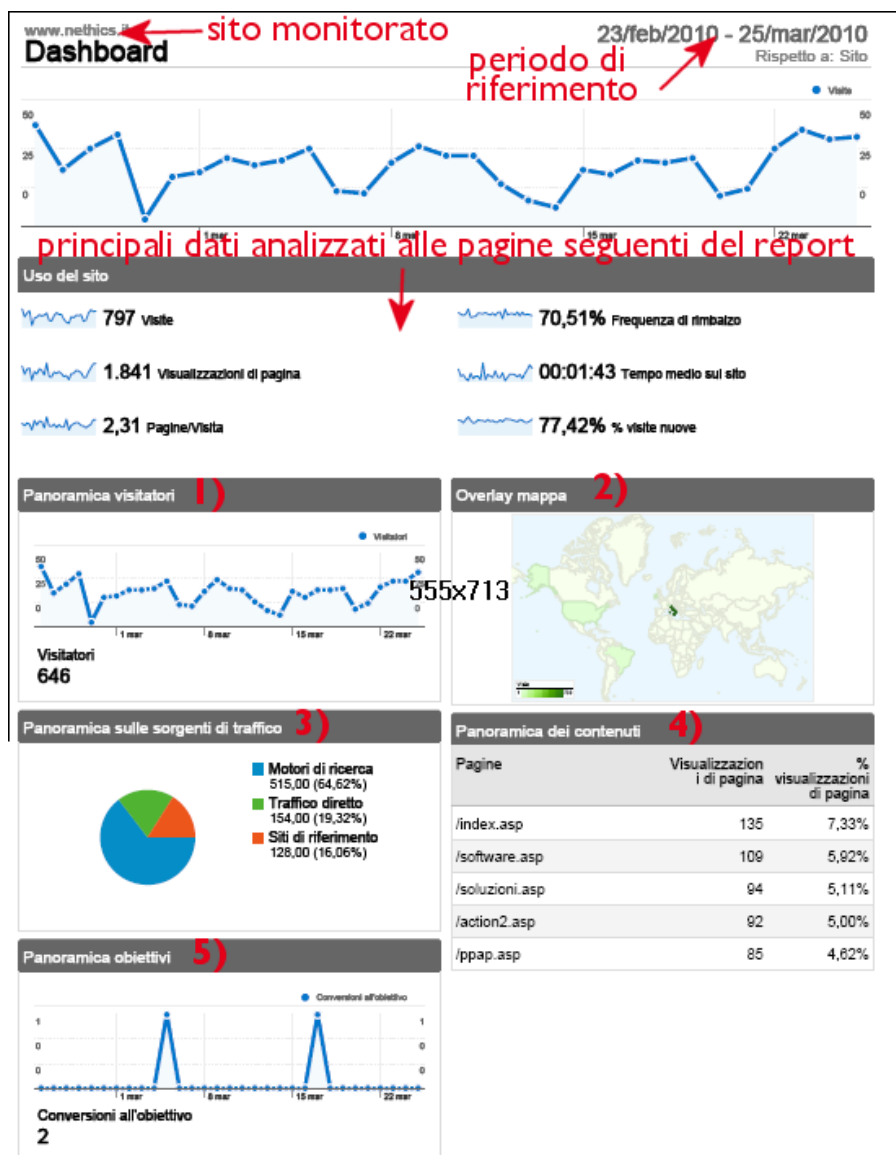 www.nethics.it
sito monitorato
23/feb/2010 - 25/mar/2010
Dashboard
Rispetto a: Sito
periodo di
riferimento
Visite
50
50
25
25
0
0
1 mar
8 mar
15 mar
22 mar
principali dati analizzati alle pagine seguenti del report
Uso del sito
797 Visite
70,51% Frequenza di rimbalzo
1.841 Visualizzazioni di pagina
00:01:43 Tempo medio sul sito
2,31 Pagine/Visita
77,42% % visite nuove
Panoramica visitatori 1)
Visitatori
50
50
25
25
0
0
1 mar
8 mar
15 mar
22 mar
Visitatori
646
555x713
Overlay mappa 2)
Visite
1
Panoramica sulle sorgenti di traffico 3)
Motori di ricerca
515,00 (64,62%)
Traffico diretto
154,00 (19,32%)
Siti di riferimento
128,00 (16,06%)
Panoramica dei contenuti 4)
Pagine Visualizzazion % 
i di pagina visualizzazioni
di pagina
/index.asp 135 7,33%
/software.asp 109 5,92%
/soluzioni.asp 94 5,11%
/action2.asp 92 5,00%
/ppap.asp 85 4,62%
Panoramica obiettivi 5)
Conversioni all'obiettivo
1
1
0
0
0
0
1 mar
8 mar
15 mar
22 mar
Conversioni all'obiettivo
2